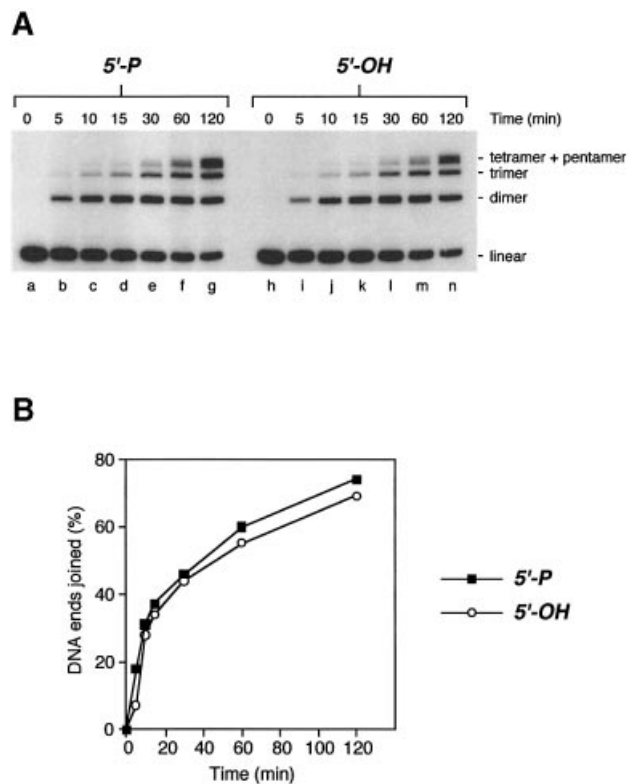 A
5'-P 5'-OH
0 5 10 15 30 60 120 0 5 10 15 30 60 120 Time (min)
- tetramer + pentamer
- trimer
- dimer
- linear
a b c d e f g h i j k l m n
B
80
60
40
20
0
DNA ends joined (%)
0 20 40 60 80 100 120
Time (min)
5'-P
5'-OH